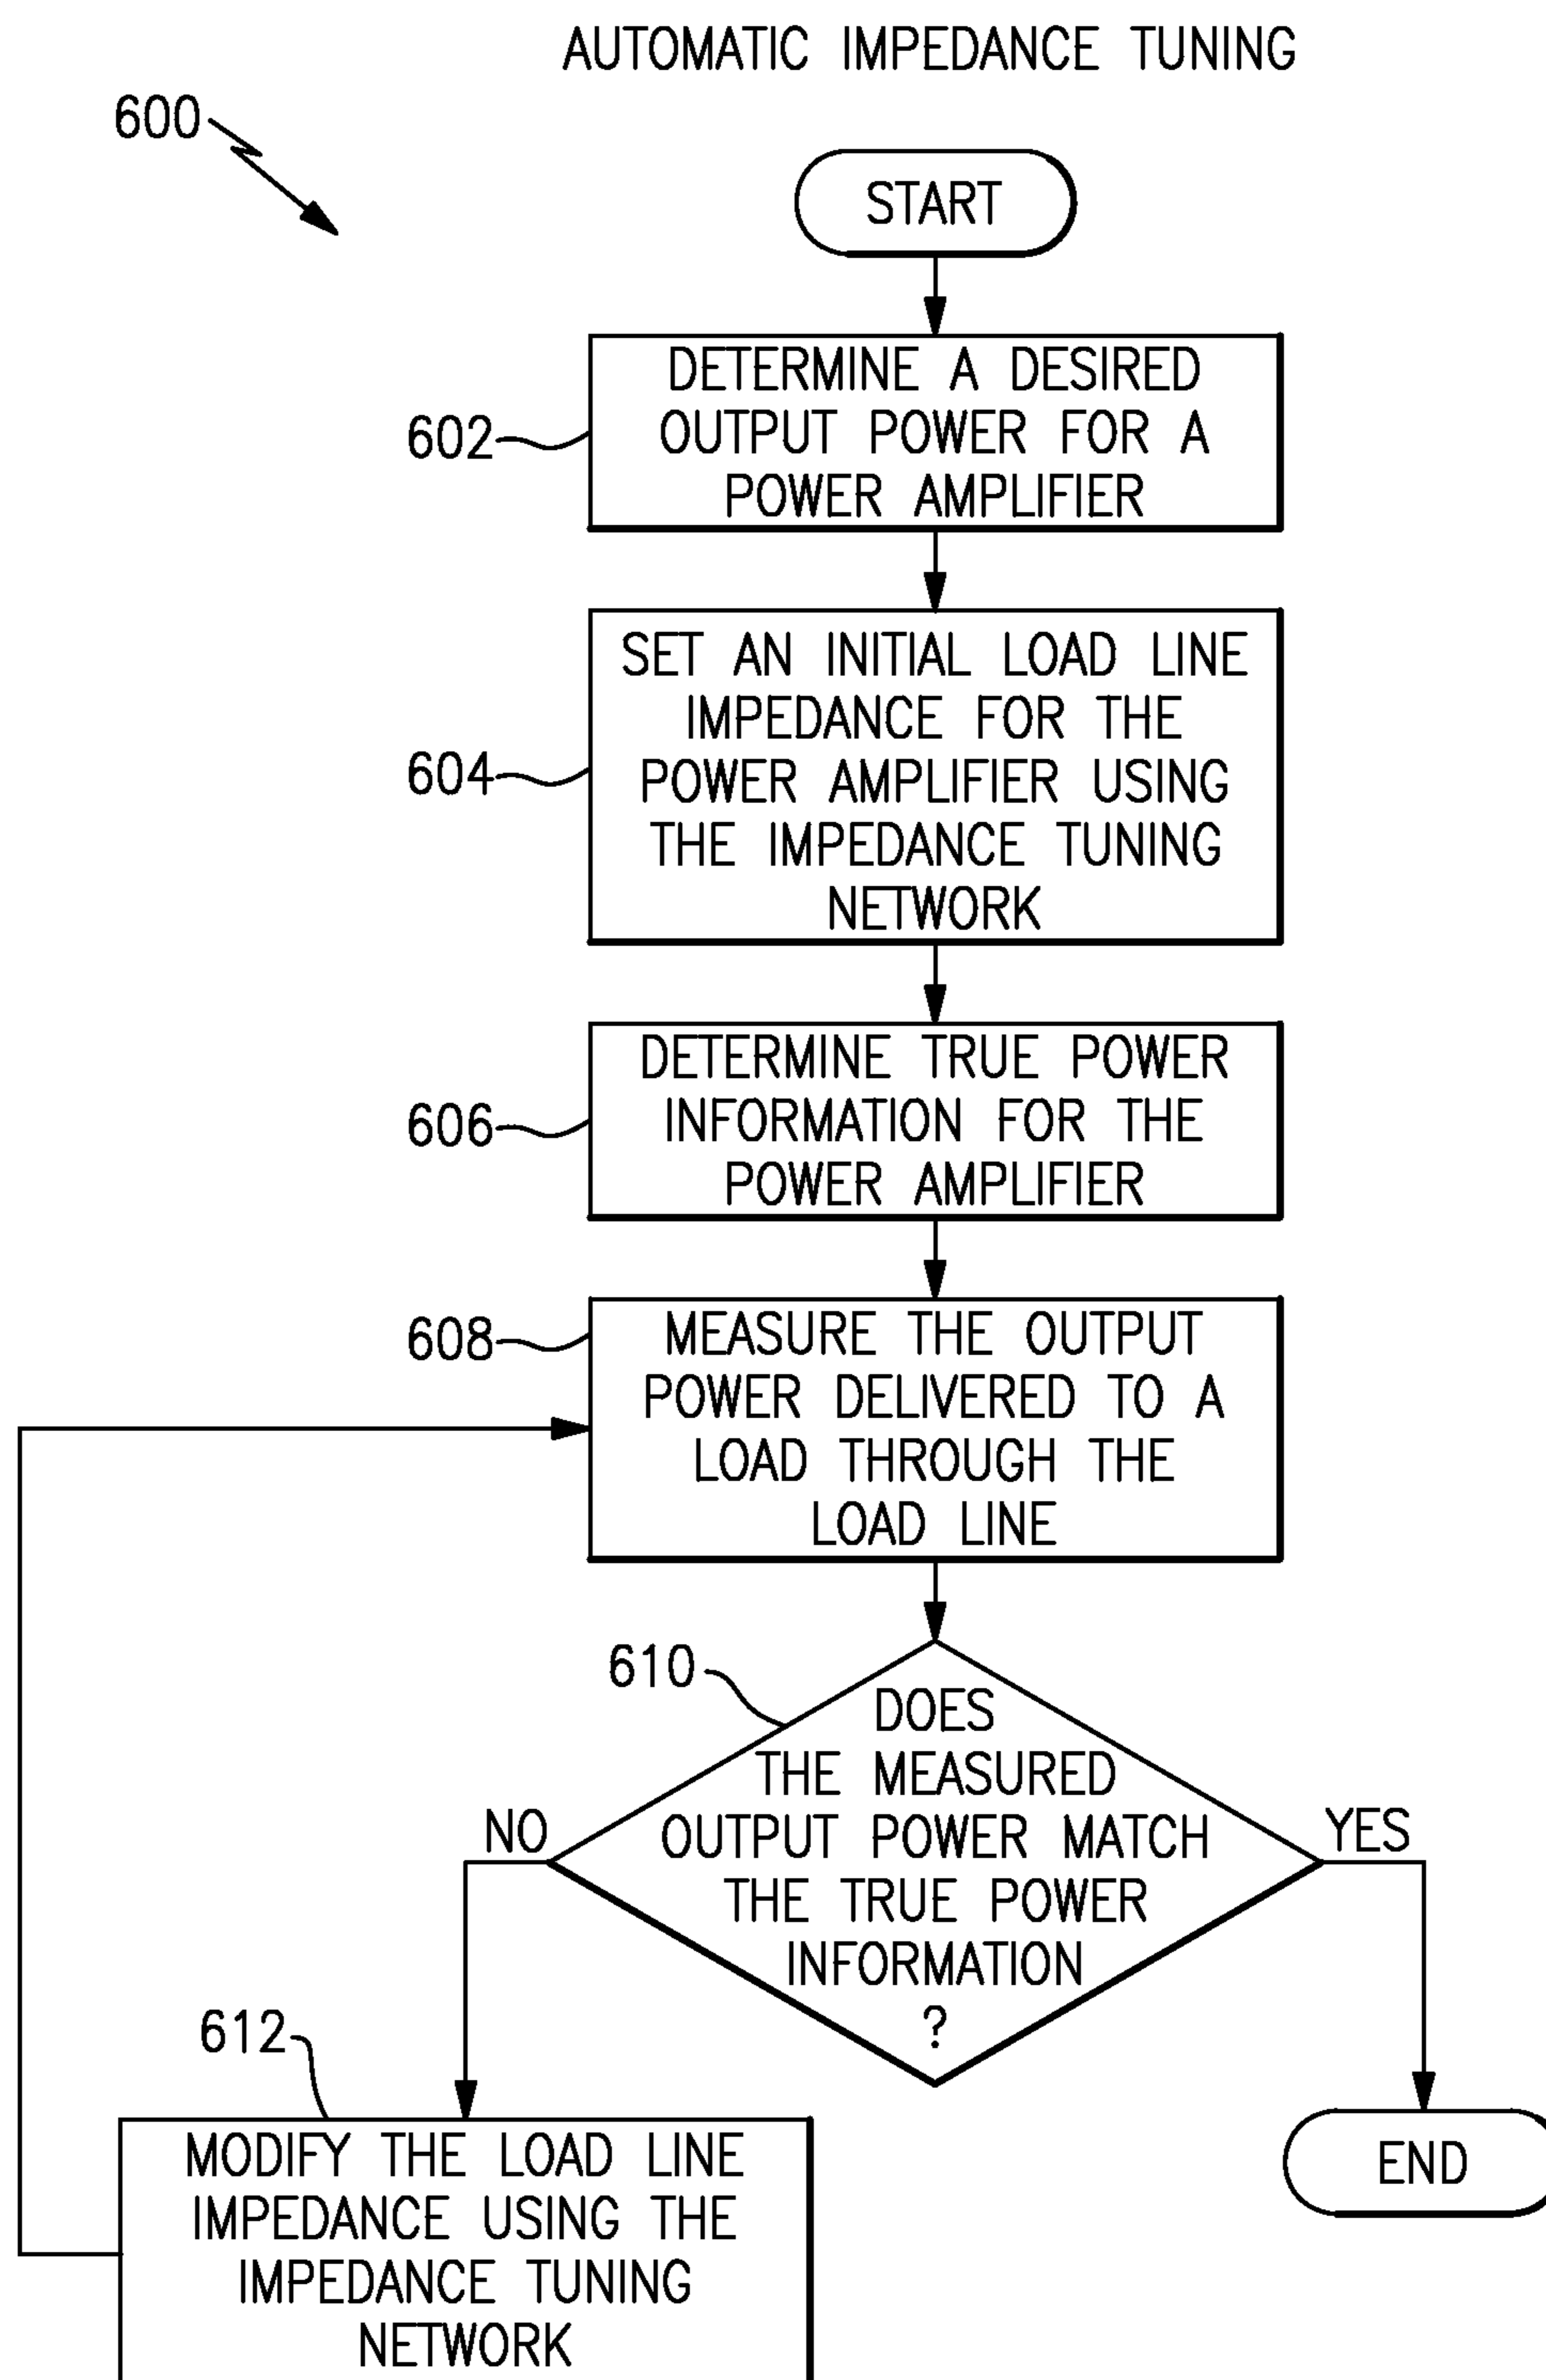 AUTOMATIC IMPEDANCE TUNING
600
START
602
DETERMINE A DESIRED
OUTPUT POWER FOR A
POWER AMPLIFIER
604
SET AN INITIAL LOAD LINE
IMPEDANCE FOR THE
POWER AMPLIFIER USING
THE IMPEDANCE TUNING
NETWORK
606
DETERMINE TRUE POWER
INFORMATION FOR THE
POWER AMPLIFIER
608
MEASURE THE OUTPUT
POWER DELIVERED TO A
LOAD THROUGH THE
LOAD LINE
610
DOES
THE MEASURED
OUTPUT POWER MATCH
THE TRUE POWER
INFORMATION
?
NO
YES
612
MODIFY THE LOAD LINE
IMPEDANCE USING THE
IMPEDANCE TUNING
NETWORK
END